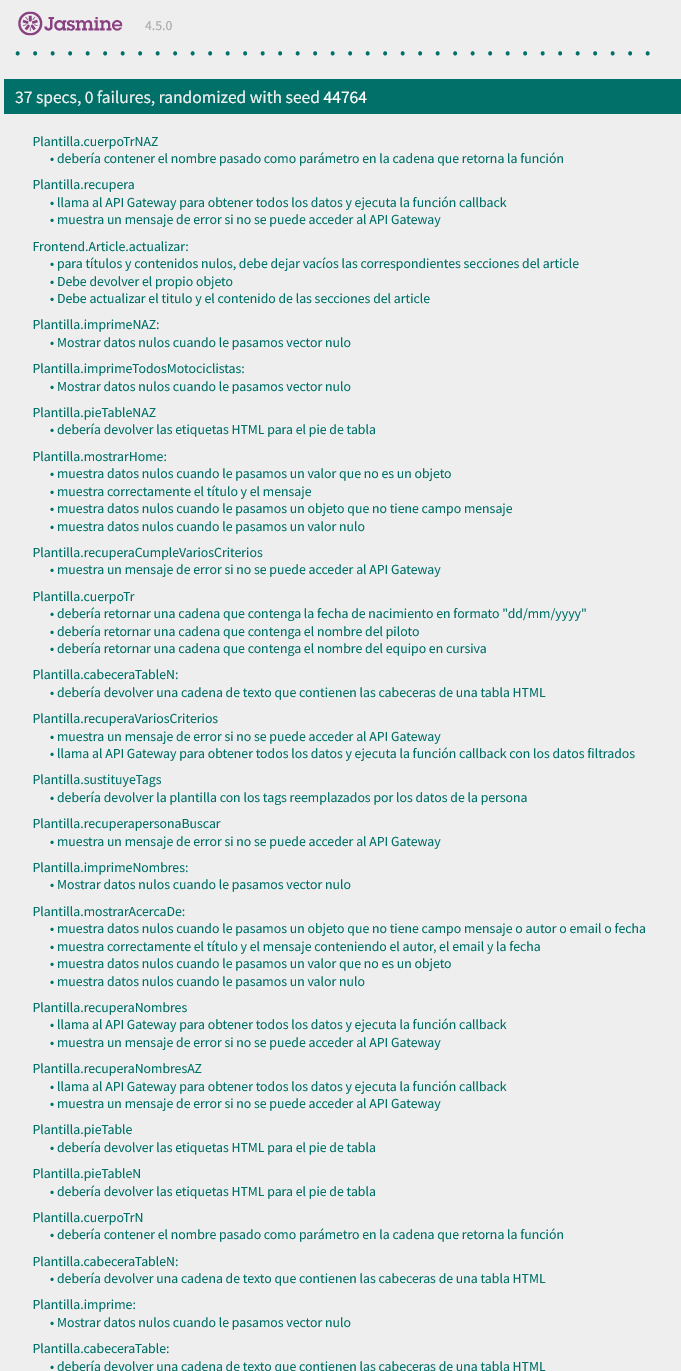 Jasmine 4.5.0
37 specs, 0 failures, randomized with seed 44764
Plantilla.cuerpoTrNAZ
• debería contener el nombre pasado como parámetro en la cadena que retorna la función
Plantilla.recupera
• llama al API Gateway para obtener todos los datos y ejecuta la función callback
• muestra un mensaje de error si no se puede acceder al API Gateway
Frontend.Article.actualizar:
• para títulos y contenidos nulos, debe dejar vacíos las correspondientes secciones del article
• Debe devolver el propio objeto
• Debe actualizar el titulo y el contenido de las secciones del article
Plantilla.imprimeNAZ:
• Mostrar datos nulos cuando le pasamos vector nulo
Plantilla.imprimeTodosMotociclistas:
• Mostrar datos nulos cuando le pasamos vector nulo
Plantilla.pieTableNAZ
• debería devolver las etiquetas HTML para el pie de tabla
Plantilla.mostrarHome:
• muestra datos nulos cuando le pasamos un valor que no es un objeto
• muestra correctamente el título y el mensaje
• muestra datos nulos cuando le pasamos un objeto que no tiene campo mensaje
• muestra datos nulos cuando le pasamos un valor nulo
Plantilla.recuperaCumpleVariosCriterios
• muestra un mensaje de error si no se puede acceder al API Gateway
Plantilla.cuerpoTr
• debería retornar una cadena que contenga la fecha de nacimiento en formato "dd/mm/yyyy"
• debería retornar una cadena que contenga el nombre del piloto
• debería retornar una cadena que contenga el nombre del equipo en cursiva
Plantilla.cabeceraTableN:
• debería devolver una cadena de texto que contienen las cabeceras de una tabla HTML
Plantilla.recuperaVariosCriterios
• muestra un mensaje de error si no se puede acceder al API Gateway
• llama al API Gateway para obtener todos los datos y ejecuta la función callback con los datos filtrados
Plantilla.sustituyeTags
• debería devolver la plantilla con los tags reemplazados por los datos de la persona
Plantilla.recuperapersonaBuscar
• muestra un mensaje de error si no se puede acceder al API Gateway
Plantilla.imprimeNombres:
• Mostrar datos nulos cuando le pasamos vector nulo
Plantilla.mostrarAcercaDe:
• muestra datos nulos cuando le pasamos un objeto que no tiene campo mensaje o autor o email o fecha
• muestra correctamente el título y el mensaje conteniendo el autor, el email y la fecha
• muestra datos nulos cuando le pasamos un valor que no es un objeto
• muestra datos nulos cuando le pasamos un valor nulo
Plantilla.recuperaNombres
• llama al API Gateway para obtener todos los datos y ejecuta la función callback
• muestra un mensaje de error si no se puede acceder al API Gateway
Plantilla.recuperaNombresAZ
• llama al API Gateway para obtener todos los datos y ejecuta la función callback
• muestra un mensaje de error si no se puede acceder al API Gateway
Plantilla.pieTable
• debería devolver las etiquetas HTML para el pie de tabla
Plantilla.pieTableN
• debería devolver las etiquetas HTML para el pie de tabla
Plantilla.cuerpoTrN
• debería contener el nombre pasado como parámetro en la cadena que retorna la función
Plantilla.cabeceraTableN:
• debería devolver una cadena de texto que contienen las cabeceras de una tabla HTML
Plantilla.imprime:
• Mostrar datos nulos cuando le pasamos vector nulo
Plantilla.cabeceraTable:
• debería devolver una cadena de texto que contienen las cabeceras de una tabla HTML